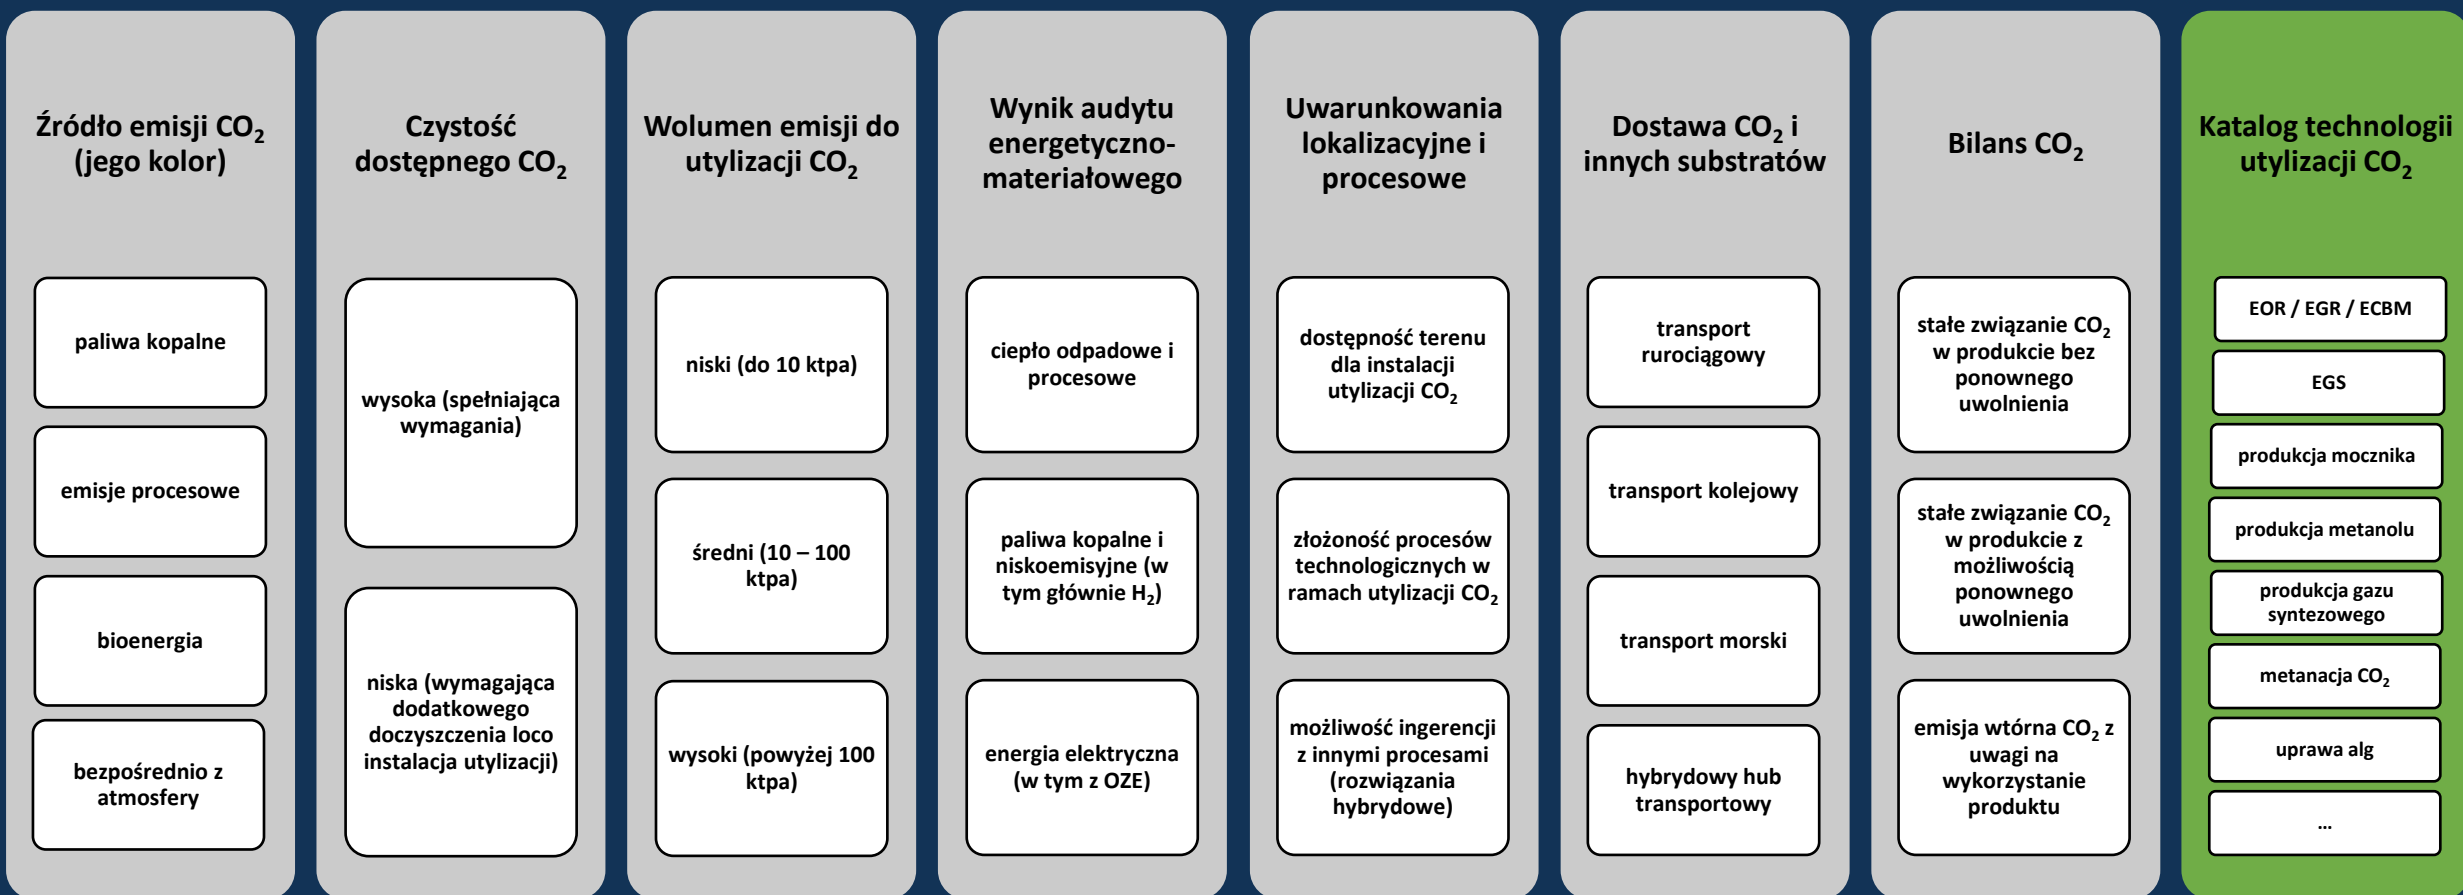 Źródło emisji CO₂
(jego kolor)
paliwa kopalne
emisje procesowe
bioenergia
bezpośrednio z
atmosfery
Czystość
dostępnego CO₂
wysoka (spełniająca
wymagania)
niska (wymagająca
dodatkowego
doczyszczenia loco
instalacja utylizacji)
Wolumen emisji do
utylizacji CO₂
niski (do 10 ktpa)
średni (10 – 100
ktpa)
wysoki (powyżej 100
ktpa)
Wynik audytu
energetyczno-
materiałowego
ciepło odpadowe i
procesowe
paliwa kopalne i
niskoemisyjne (w
tym głównie H₂)
energia elektryczna
(w tym z OZE)
Uwarunkowania
lokalizacyjne i
procesowe
dostępność terenu
dla instalacji
utylizacji CO₂
złożoność procesów
technologicznych w
ramach utylizacji CO₂
możliwość ingerencji
z innymi procesami
(rozwiązania
hybrydowe)
Dostawa CO₂ i
innych substratów
transport
rurociągowy
transport kolejowy
transport morski
hybrydowy hub
transportowy
Bilans CO₂
stałe związanie CO₂
w produkcie bez
ponownego
uwolnienia
stałe związanie CO₂
w produkcie z
możliwością
ponownego
uwolnienia
emisja wtórna CO₂ z
uwagi na
wykorzystanie
produktu
Katalog technologii
utylizacji CO₂
EOR / EGR / ECBM
EGS
produkcja mocznika
produkcja metanolu
produkcja gazu
syntezowego
metanacja CO₂
uprawa alg
...